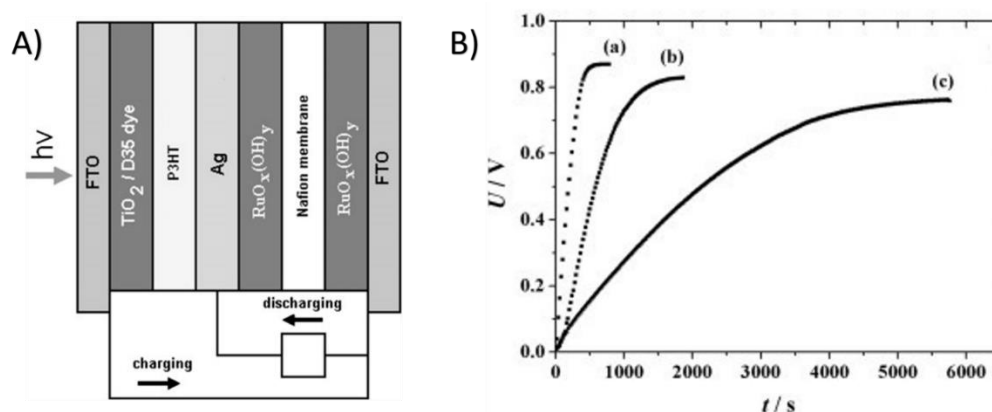 A)
hν
FTO
TiO2 / D35 dye
P3HT
Ag
RuOx(OH)y
Nafion membrane
RuOx(OH)y
FTO
discharging
charging
B)
U / V
1.0
0.8
0.6
0.4
0.2
0.0
(a)
(b)
(c)
0 1000 2000 3000 4000 5000 6000
t / s